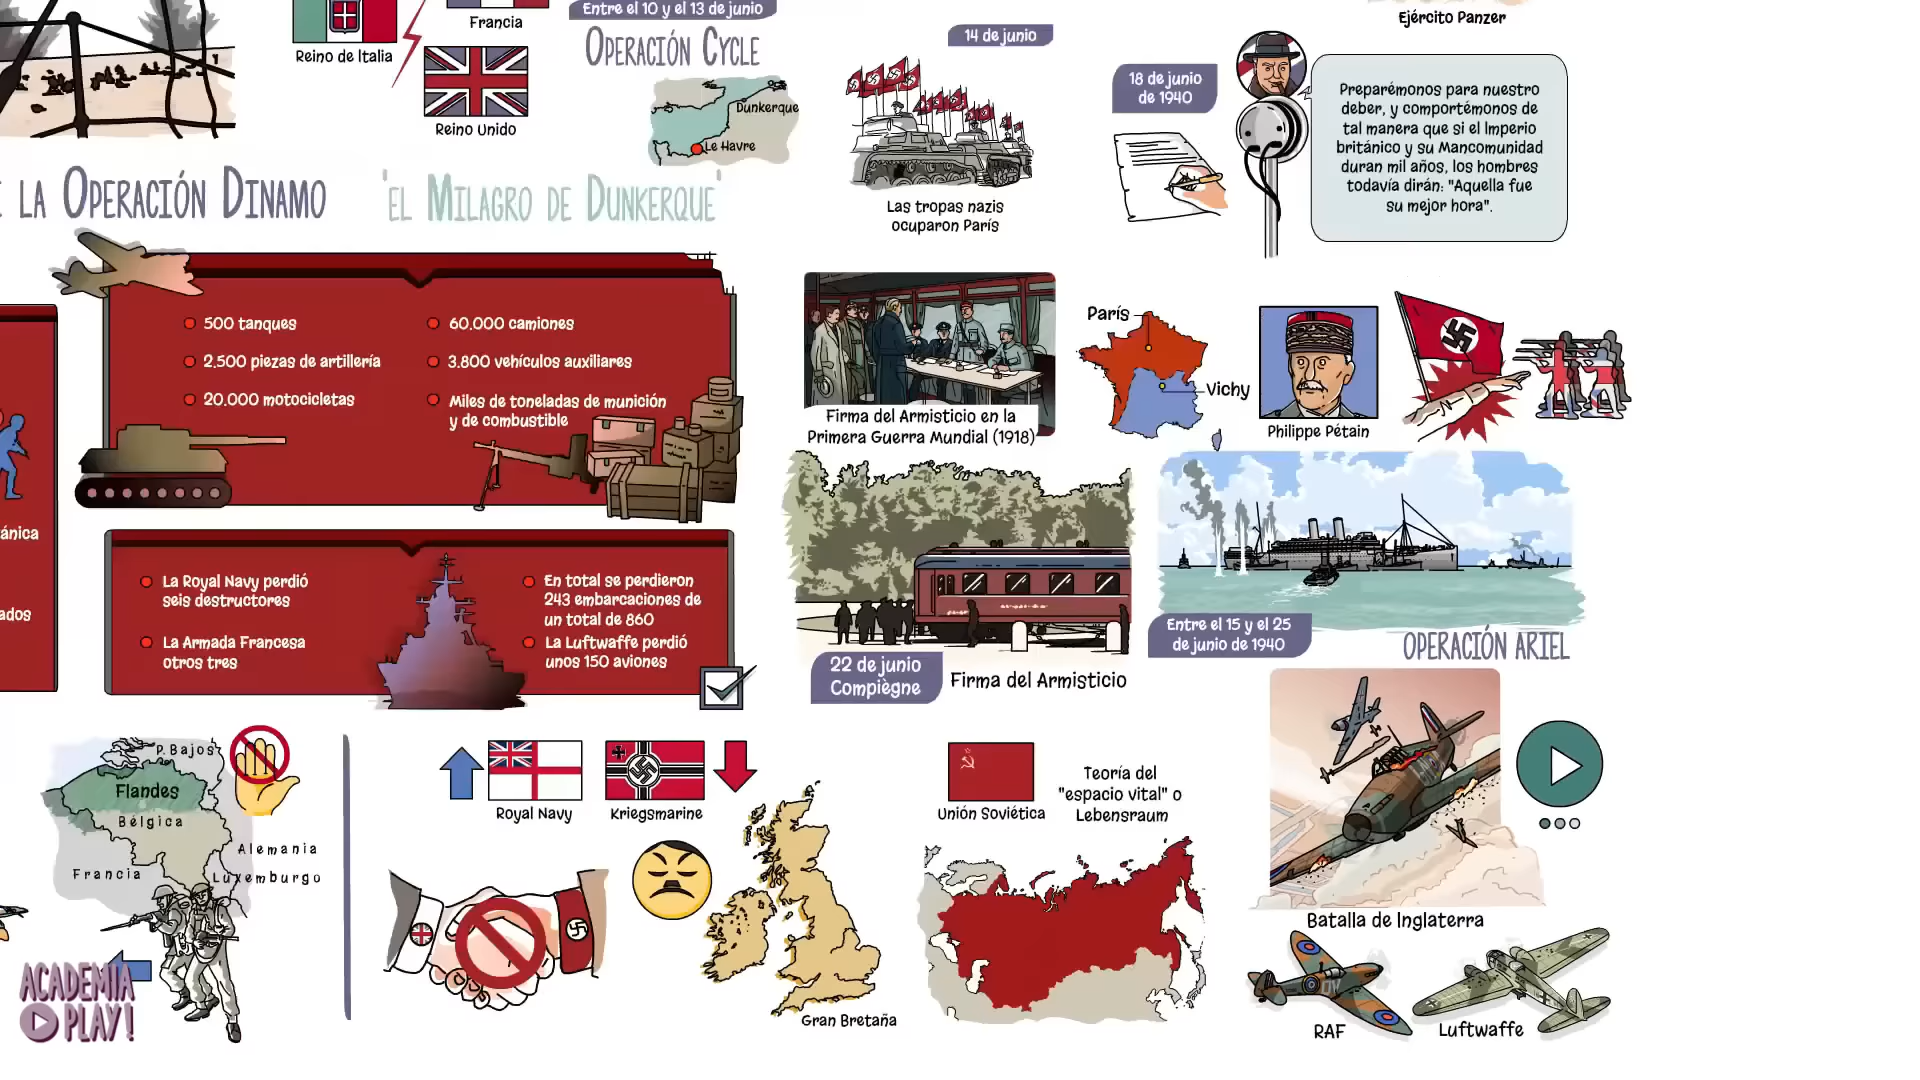 Reino de Italia
Francia
Reino Unido
Entre el 10 y el 13 de junio
OPERACIÓN CYCLE
Dunkerque
Le Havre
14 de junio
Las tropas nazis
ocuparon París
18 de junio
de 1940
Ejército Panzer
Preparémonos para nuestro
deber, y comportémonos de
tal manera que si el Imperio
británico y su Mancomunidad
duran mil años, los hombres
todavía dirán: "Aquella fue
su mejor hora".
LA OPERACIÓN DINAMO
'EL MILAGRO DE DUNKERQUE'
500 tanques
2.500 piezas de artillería
20.000 motocicletas
60.000 camiones
3.800 vehículos auxiliares
Miles de toneladas de munición
y de combustible
La Royal Navy perdió
seis destructores
La Armada Francesa
otros tres
En total se perdieron
243 embarcaciones de
un total de 860
La Luftwaffe perdió
unos 150 aviones
Firma del Armisticio en la
Primera Guerra Mundial (1918)
París
Vichy
Philippe Pétain
22 de junio
Compiègne
Firma del Armisticio
Entre el 15 y el 25
de junio de 1940
OPERACIÓN ARIEL
P. Bajos
Flandes
Bélgica
Alemania
Francia
Luxemburgo
ACADEMIA
PLAY!
Royal Navy
Kriegsmarine
Gran Bretaña
Unión Soviética
Teoría del
"espacio vital" o
Lebensraum
Batalla de Inglaterra
RAF
Luftwaffe